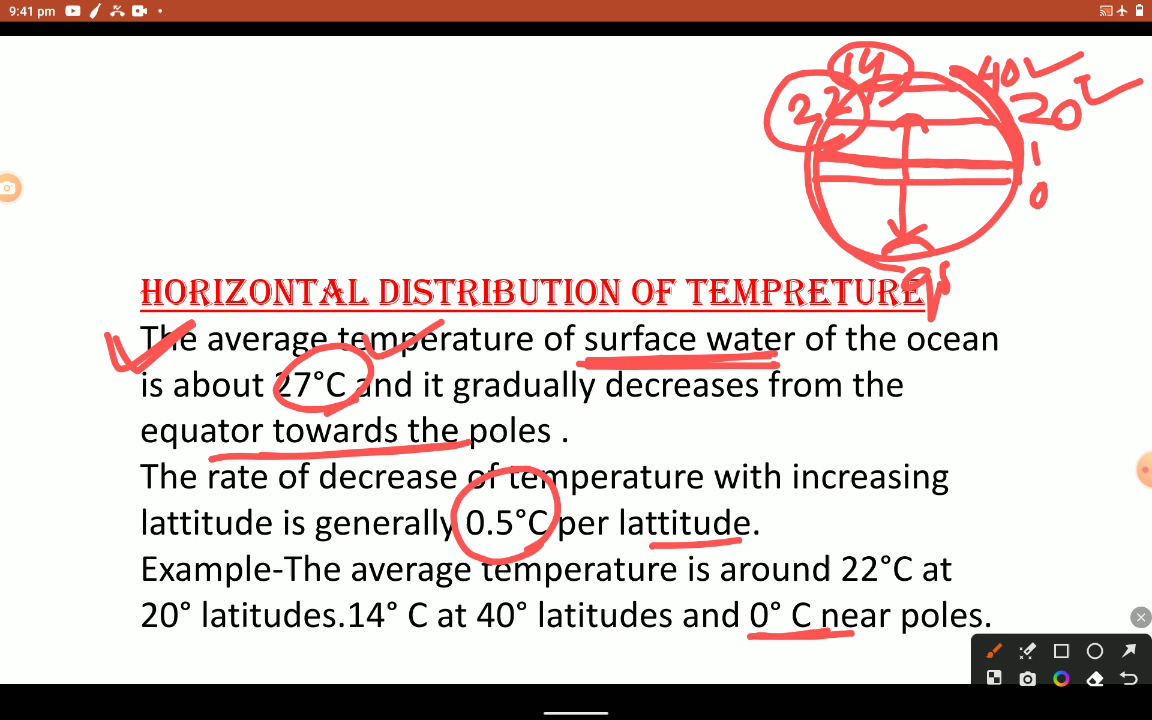 9:41 pm
14
40
22
20
1
0
HORIZONTAL DISTRIBUTION OF TEMPRETURE
The average temperature of surface water of the ocean
is about 27°C and it gradually decreases from the
equator towards the poles .
The rate of decrease of temperature with increasing
lattitude is generally 0.5°C per lattitude.
Example-The average temperature is around 22°C at
20° latitudes.14° C at 40° latitudes and 0° C near poles.